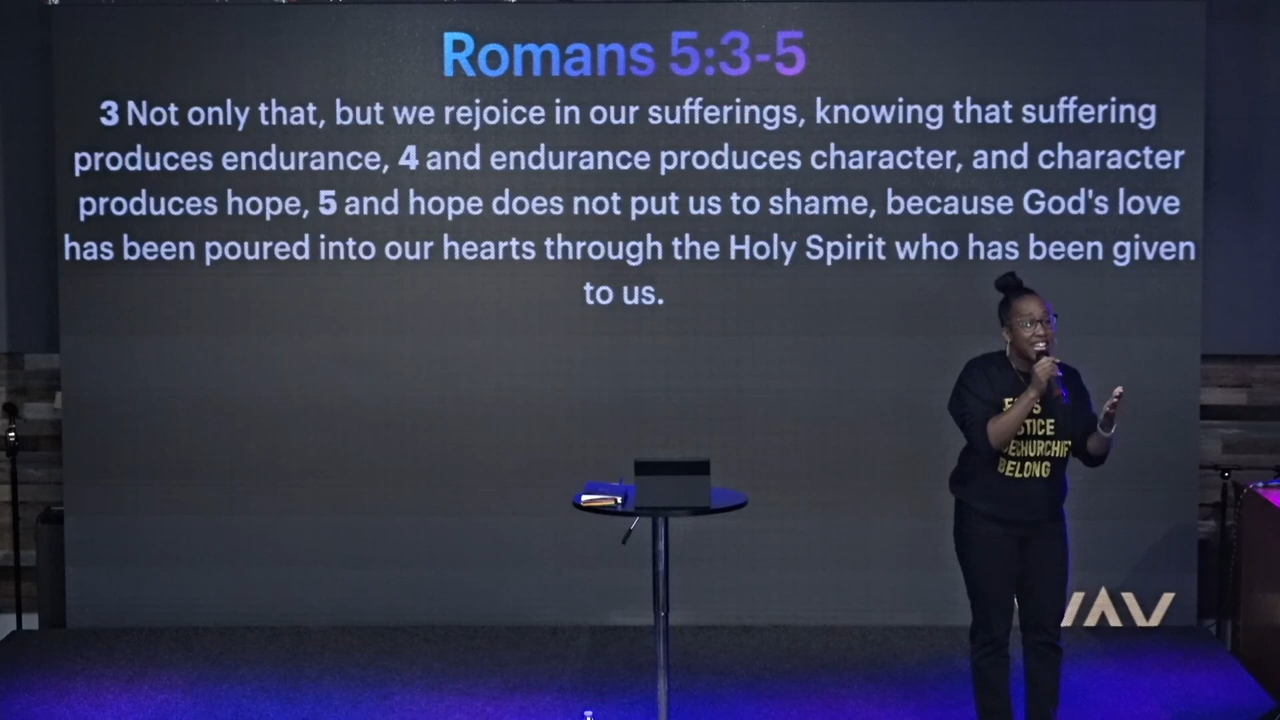 Romans 5:3-5
3 Not only that, but we rejoice in our sufferings, knowing that suffering
produces endurance, 4 and endurance produces character, and character
produces hope, 5 and hope does not put us to shame, because God's love
has been poured into our hearts through the Holy Spirit who has been given
to us.
BELONG